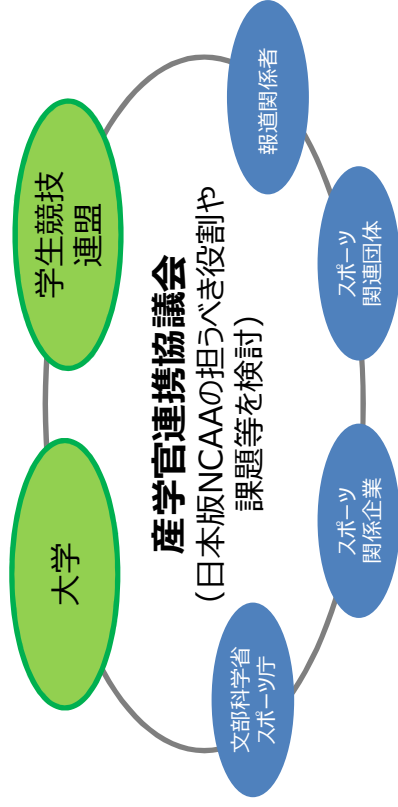 大学
学生競技
連盟
産学官連携協議会
（日本版NCAAの担うべき役割や
課題等を検討）
文部科学省
スポーツ庁
スポーツ
関係企業
スポーツ
関連団体
報道関係者